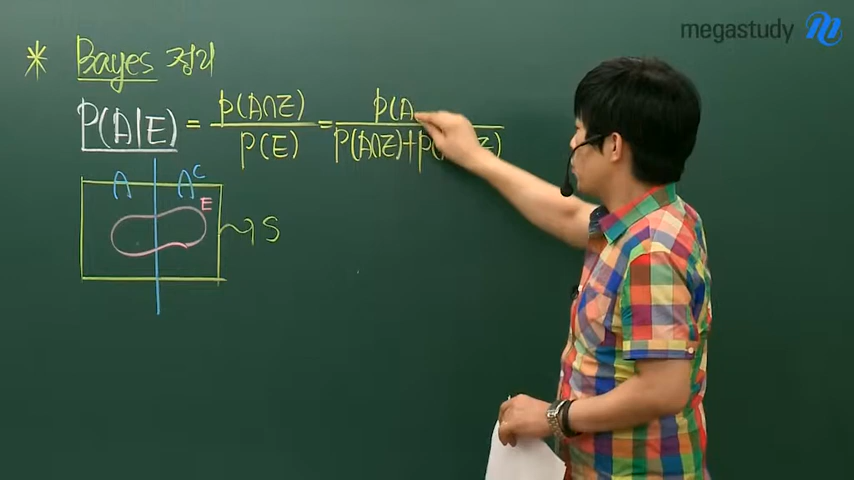 megastudy
* Bayes 정리
P(A|E) = P(A∩E)/P(E) = P(A / P(A∩E)+P(
A A^C
E
S